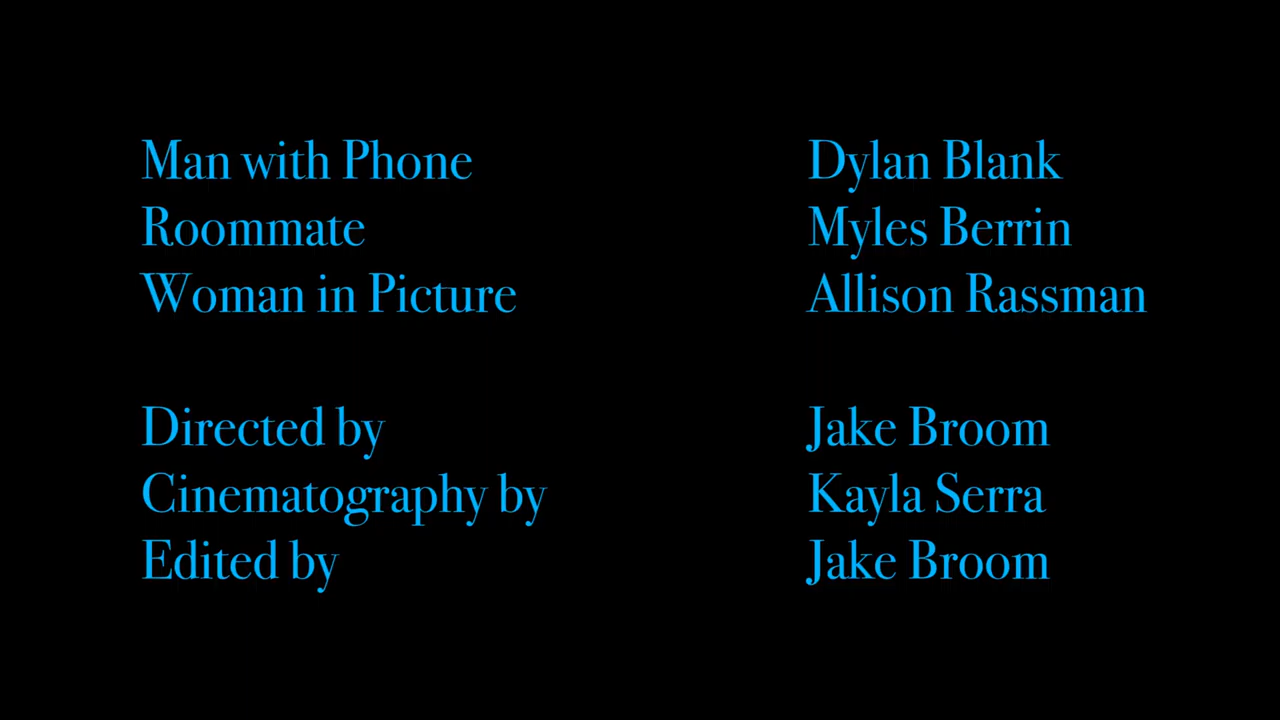 Man with Phone Dylan Blank
Roommate Myles Berrin
Woman in Picture Allison Rassman
Directed by Jake Broom
Cinematography by Kayla Serra
Edited by Jake Broom